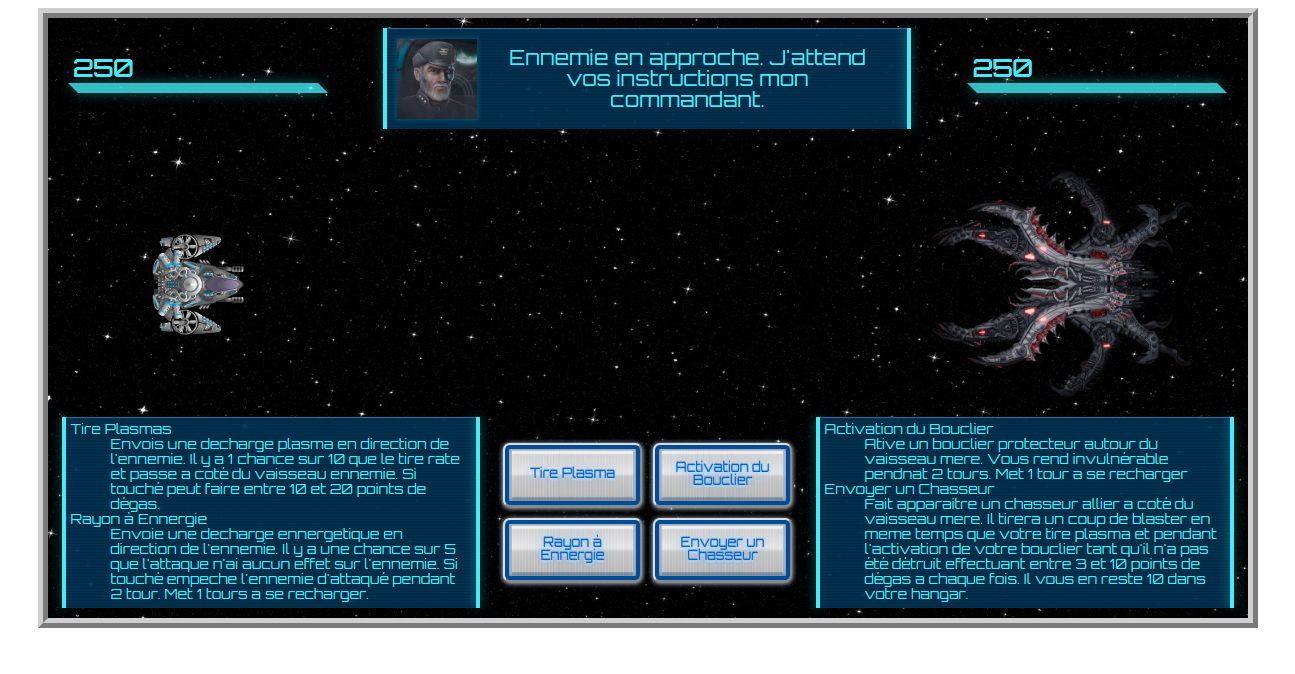 250
Ennemie en approche. J'attend
vos instructions mon
commandant.
250
Tire Plasmas
Envois une decharge plasma en direction de
l'ennemie. Il y a 1 chance sur 10 que le tire rate
et passe a coté du vaisseau ennemie. Si
touché peut faire entre 10 et 20 points de
dégas.
Rayon à Ennergie
Envoie une decharge ennergetique en
direction de l'ennemie. Il y a une chance sur 5
que l'attaque n'ai aucun effet sur l'ennemie. Si
touché empeche l'ennemie d'attaqué pendant
2 tour. Met 1 tours a se recharger.
Tire Plasma
Activation du
Bouclier
Rayon à
Ennergie
Envoyer un
Chasseur
Activation du Bouclier
Ative un bouclier protecteur autour du
vaisseau mere. Vous rend invulnérable
pendnat 2 tours. Met 1 tour a se recharger
Envoyer un Chasseur
Fait apparaitre un chasseur allier a coté du
vaisseau mere. Il tirera un coup de blaster en
meme temps que votre tire plasma et pendant
l'activation de votre bouclier tant qu'il n'a pas
été détruit effectuant entre 3 et 10 points de
dégas a chaque fois. Il vous en reste 10 dans
votre hangar.